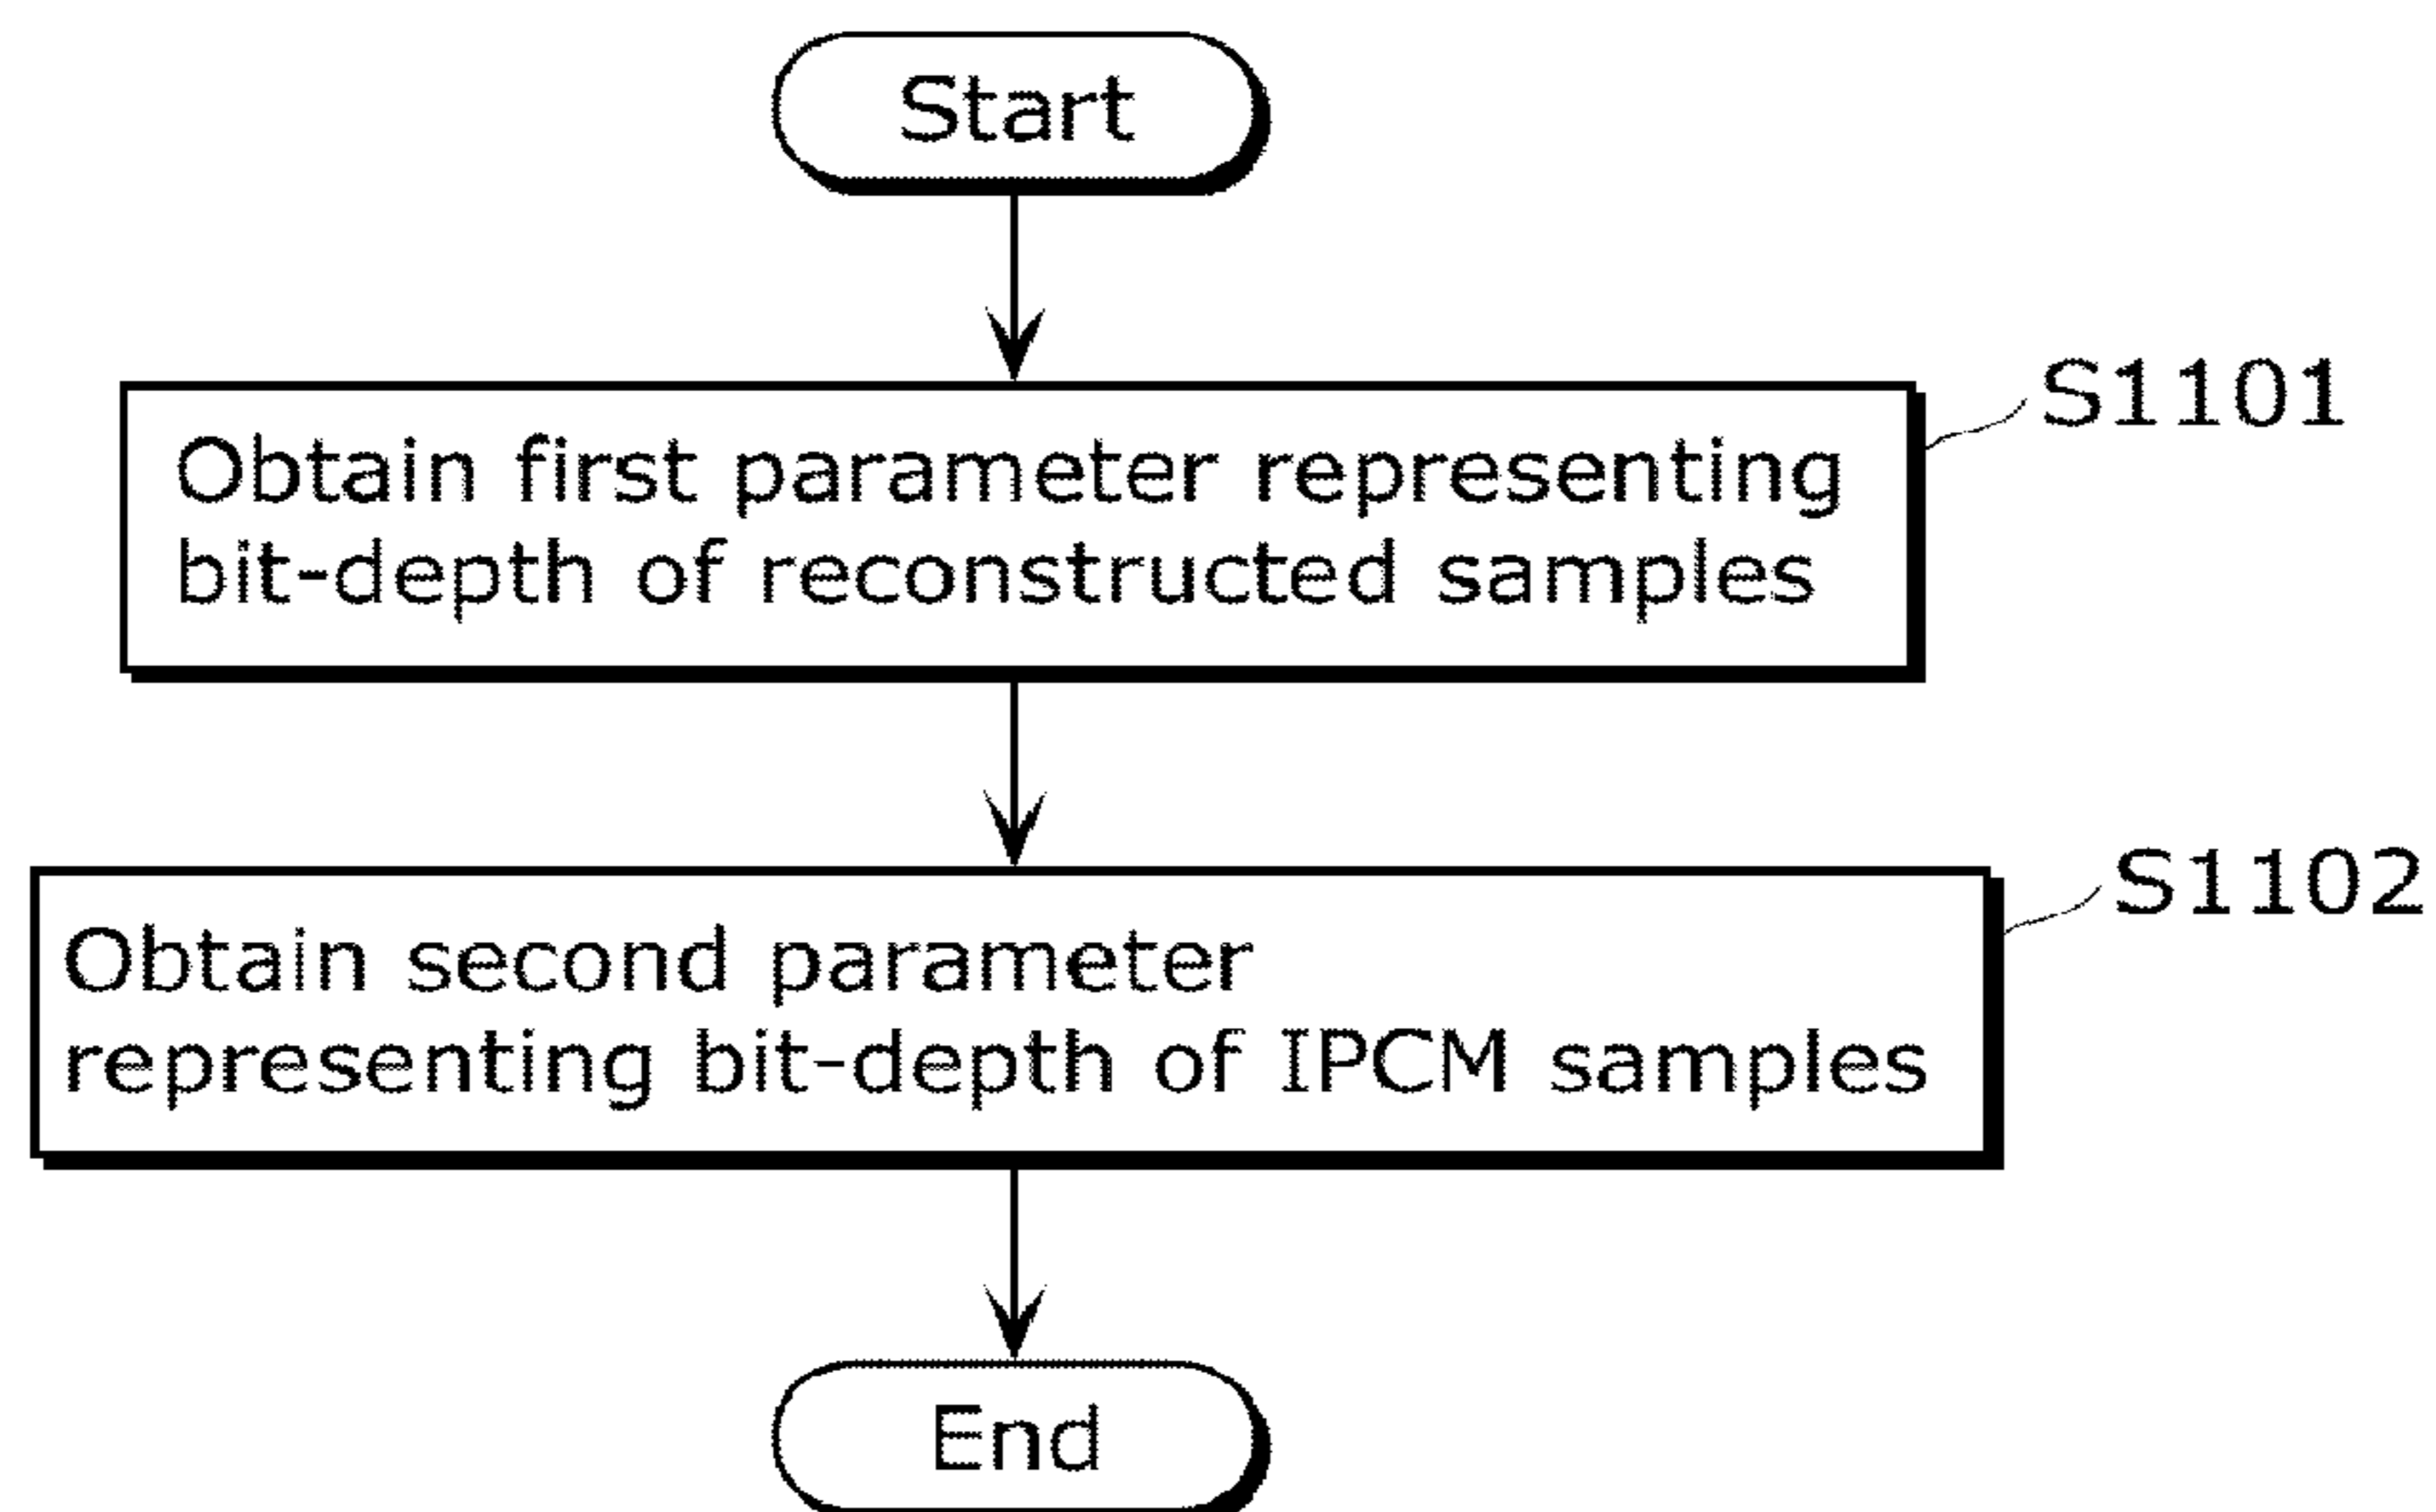 Start
S1101
Obtain first parameter representing
bit-depth of reconstructed samples
S1102
Obtain second parameter
representing bit-depth of IPCM samples
End